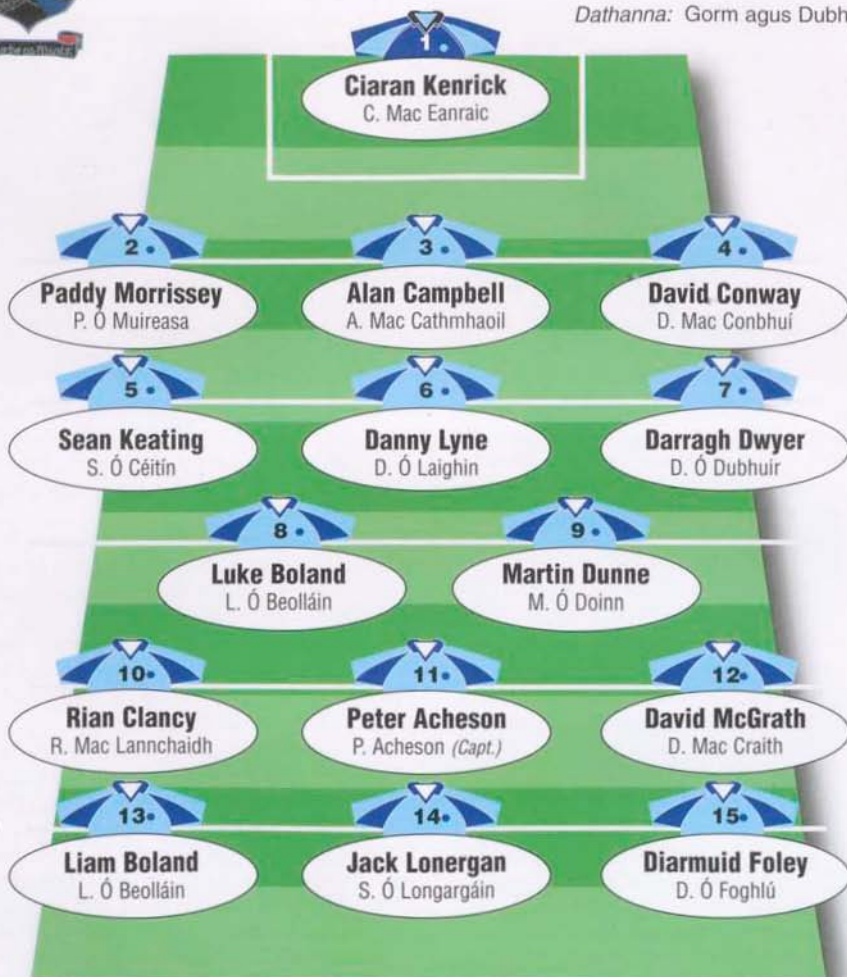 Dathanna: Gorm agus Dubh
1
Ciaran Kenrick
C. Mac Eanraic
2
3
4
Paddy Morrissey
P. Ó Muireasa
Alan Campbell
A. Mac Cathmhaoil
David Conway
D. Mac Conbhuí
5
6
7
Sean Keating
S. Ó Céitín
Danny Lyne
D. Ó Laighin
Darragh Dwyer
D. Ó Dubhuir
8
9
Luke Boland
L. Ó Beolláin
Martin Dunne
M. Ó Doinn
10
11
12
Rian Clancy
R. Mac Lannchaidh
Peter Acheson
P. Acheson (Capt.)
David McGrath
D. Mac Craith
13
14
15
Liam Boland
L. Ó Beolláin
Jack Lonergan
S. Ó Longargáin
Diarmuid Foley
D. Ó Foghlú